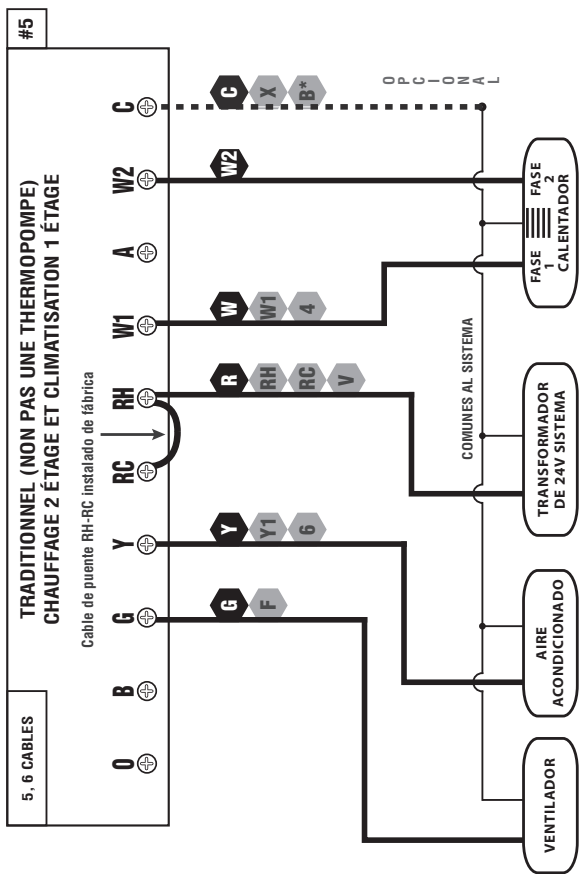 5, 6 CABLES
TRADITIONNEL (NON PAS UNE THERMOPOMPE)
CHAUFFAGE 2 ÉTAGE ET CLIMATISATION 1 ÉTAGE
#5
Cable de puente RH-RC instalado de fábrica
O
B
G
Y
RC
RH
W1
A
W2
C
G
F
Y
Y1
6
R
RH
RC
V
W
W1
4
W2
C
X
B*
OPCIONAL
COMUNES AL SISTEMA
VENTILADOR
AIRE
ACONDICIONADO
TRANSFORMADOR
DE 24V SISTEMA
FASE
1
FASE
2
CALENTADOR